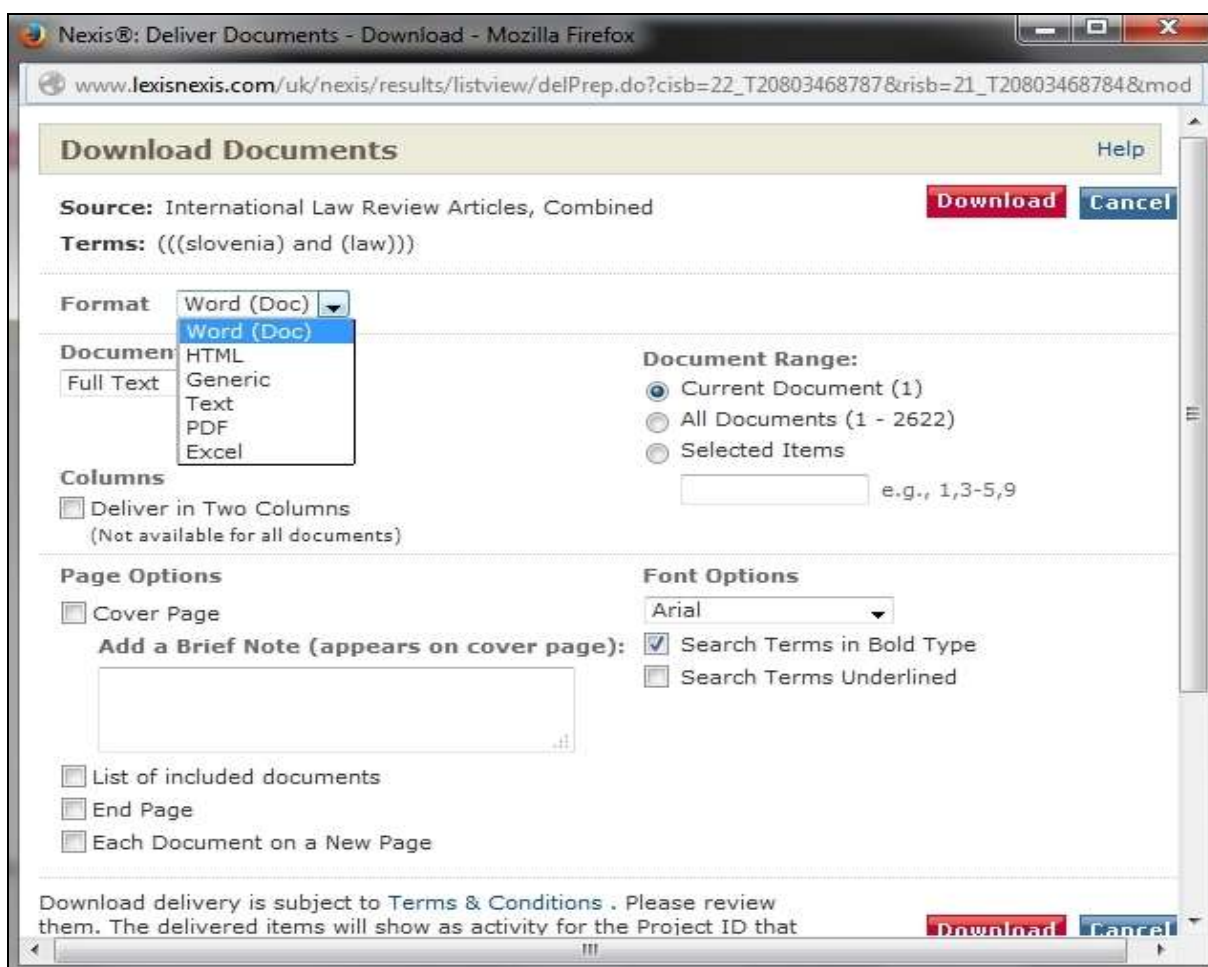 Nexis®: Deliver Documents - Download - Mozilla Firefox
www.lexisnexis.com/uk/nexis/results/listview/delPrep.do?cisb=22_T20803468787&risb=21_T20803468784&mod
Download Documents Help
Source: International Law Review Articles, Combined Download Cancel
Terms: (((slovenia) and (law)))
Format Word (Doc)
Word (Doc)
HTML
Generic
Text
PDF
Excel
Documen
Full Text
Document Range:
Current Document (1)
All Documents (1 - 2622)
Selected Items
e.g., 1,3-5,9
Columns
Deliver in Two Columns
(Not available for all documents)
Page Options
Cover Page
Add a Brief Note (appears on cover page):
List of included documents
End Page
Each Document on a New Page
Font Options
Arial
Search Terms in Bold Type
Search Terms Underlined
Download delivery is subject to Terms & Conditions . Please review
them. The delivered items will show as activity for the Project ID that
Download Cancel